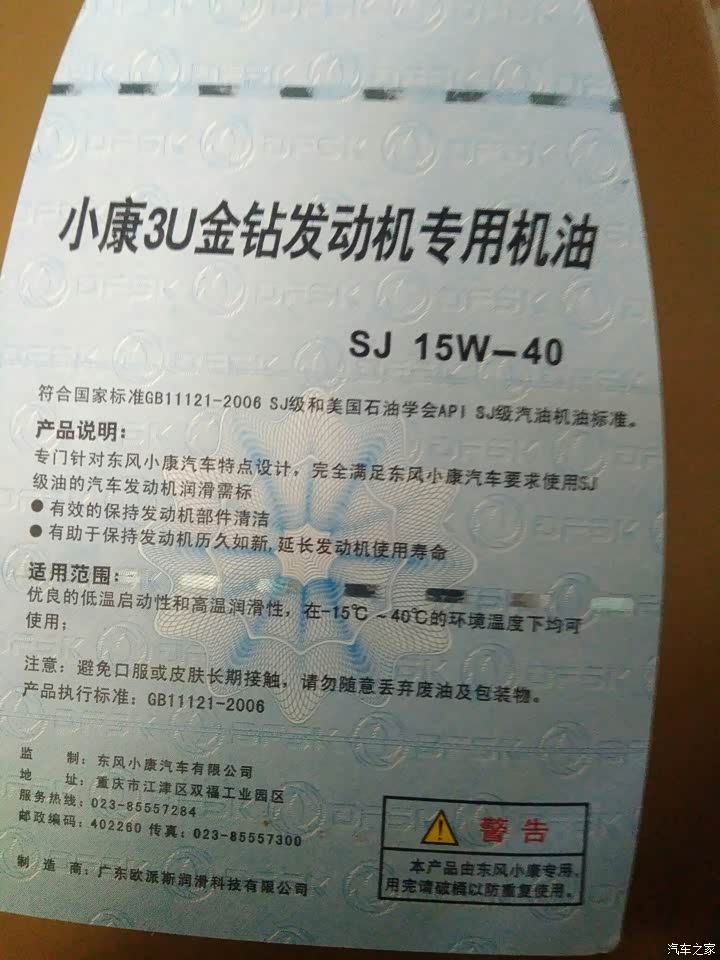 小康3U金钻发动机专用机油
SJ 15W-40
符合国家标准GB11121-2006 SJ级和美国石油学会API SJ级汽油机油标准。
产品说明：
专门针对东风小康汽车特点设计，完全满足东风小康汽车要求使用SJ
级油的汽车发动机润滑需标
● 有效的保持发动机部件清洁
● 有助于保持发动机历久如新,延长发动机使用寿命
适用范围：
优良的低温启动性和高温润滑性，在-15℃～40℃的环境温度下均可
使用；
注意：避免口服或皮肤长期接触，请勿随意丢弃废油及包装物。
产品执行标准：GB11121-2006
监 制：东风小康汽车有限公司
地 址：重庆市江津区双福工业园区
服务热线：023-85557284
邮政编码：402260 传真：023-85557300
制 造 商：广东欧派斯润滑科技有限公司
警告
本产品由东风小康专用、
用完请破桶以防重复使用。
DFSK
汽车之家